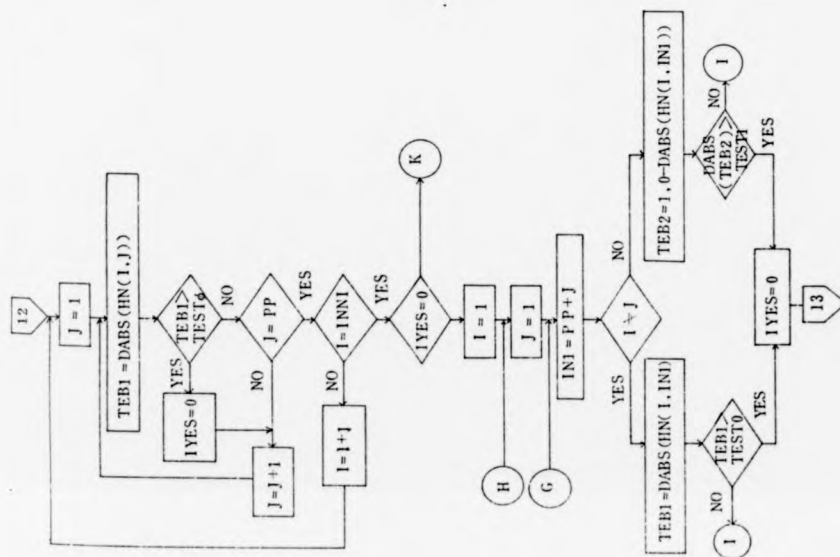 12
J = 1
TEB1=DABS(HN(I,J))
TEB1>
TEST
NO
YES
IYES=0
J=PP
NO
YES
J=J+1
I=INNI
NO
YES
I=I+1
IYES=0
K
I = 1
H
J = 1
G
IN1=PP+J
I ≠ J
YES
NO
TEB1=DABS(HN(I,IN1)
TEB2=1.0-DABS(HN(I,IN1))
TEB1>
TEST0
NO
YES
I
DABS
(TEB2)>
TEST1
NO
YES
I
IYES=0
13